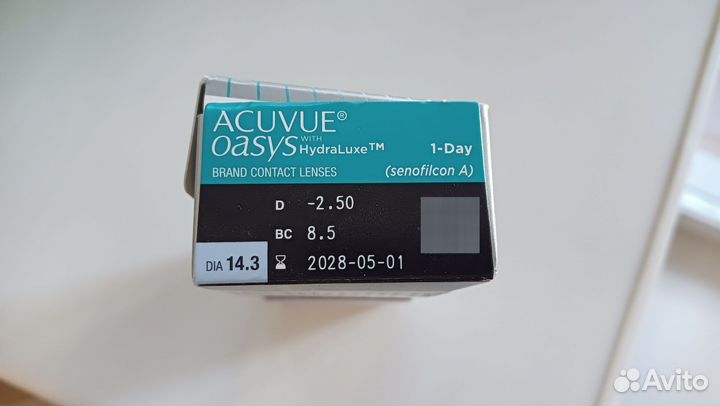 ACUVUE®
OASYS WITH HydraLuxe™ 1-Day
BRAND CONTACT LENSES (senofilcon A)
D -2.50
BC 8.5
DIA 14.3 2028-05-01
Avito